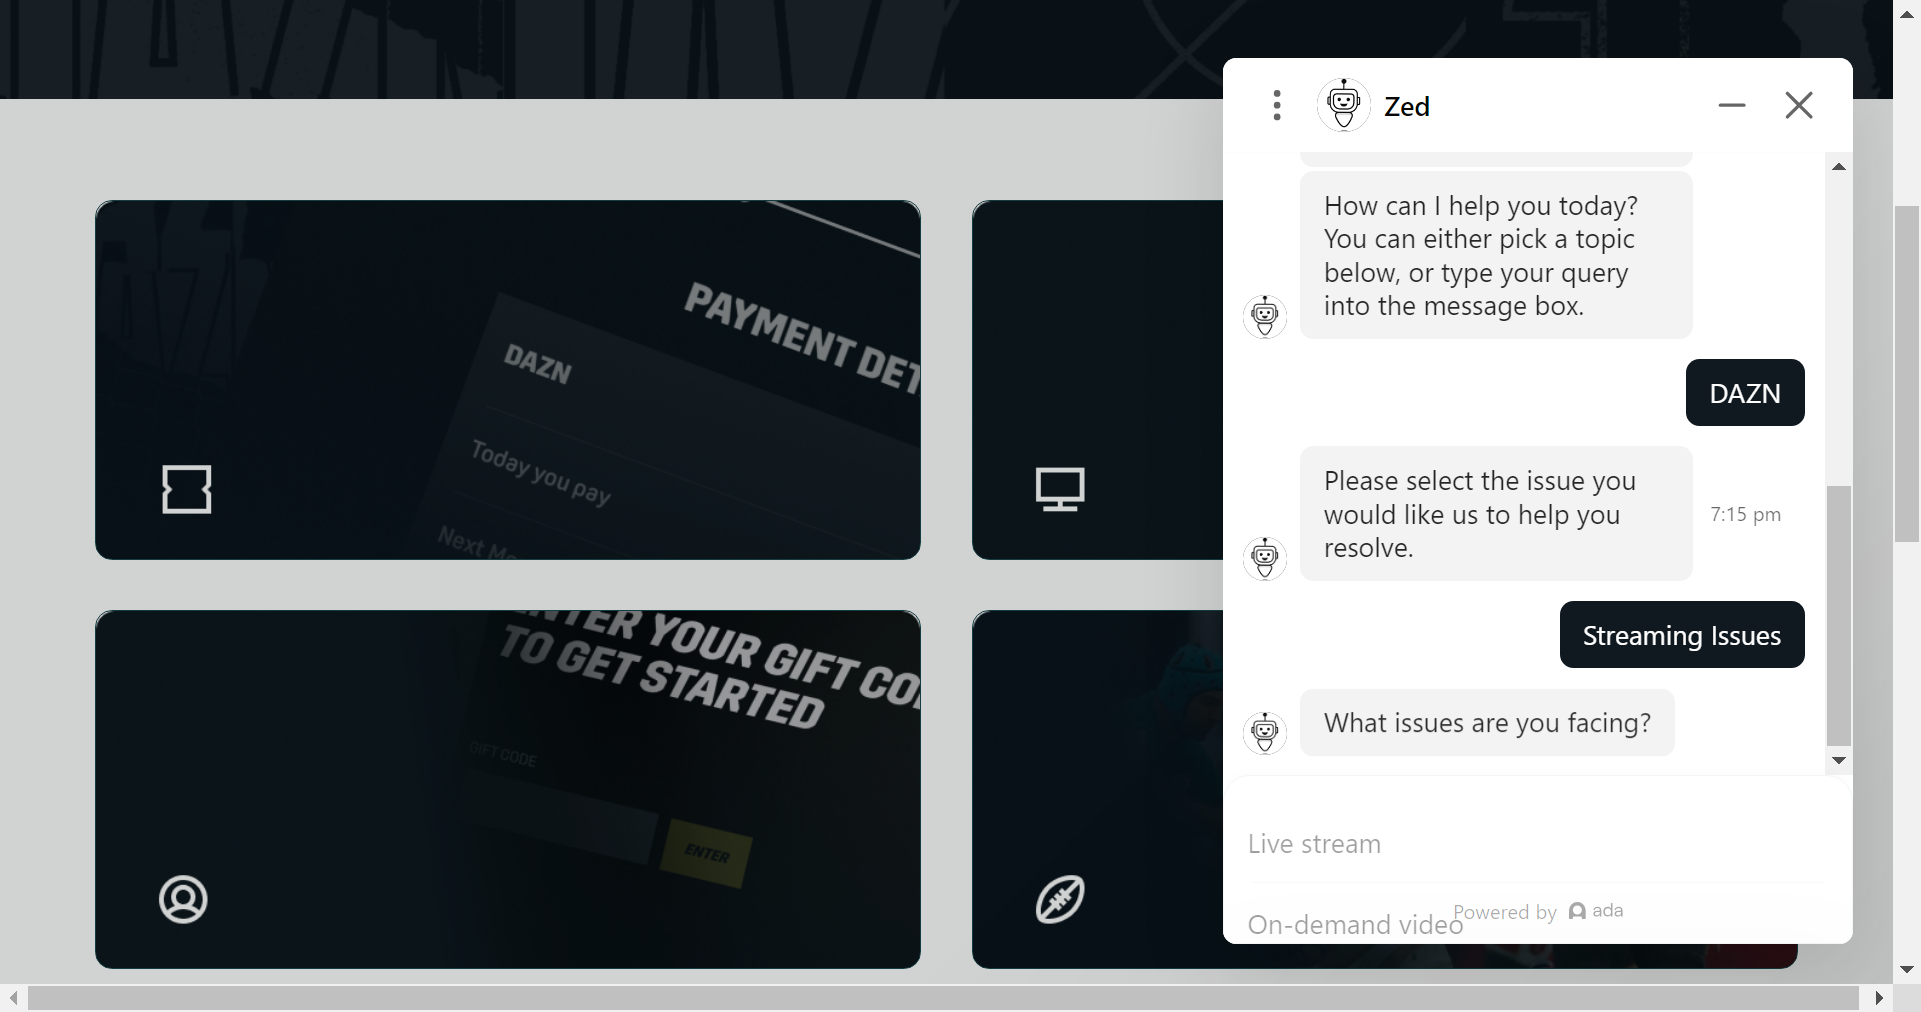 Zed
How can I help you today?
You can either pick a topic
below, or type your query
into the message box.
DAZN
Please select the issue you
would like us to help you
resolve.
7:15 pm
Streaming Issues
What issues are you facing?
Live stream
On-demand video
Powered by ada
PAYMENT DET
DAZN
Today you pay
Next Mo
ENTER YOUR GIFT CO
TO GET STARTED
GIFT CODE
ENTER